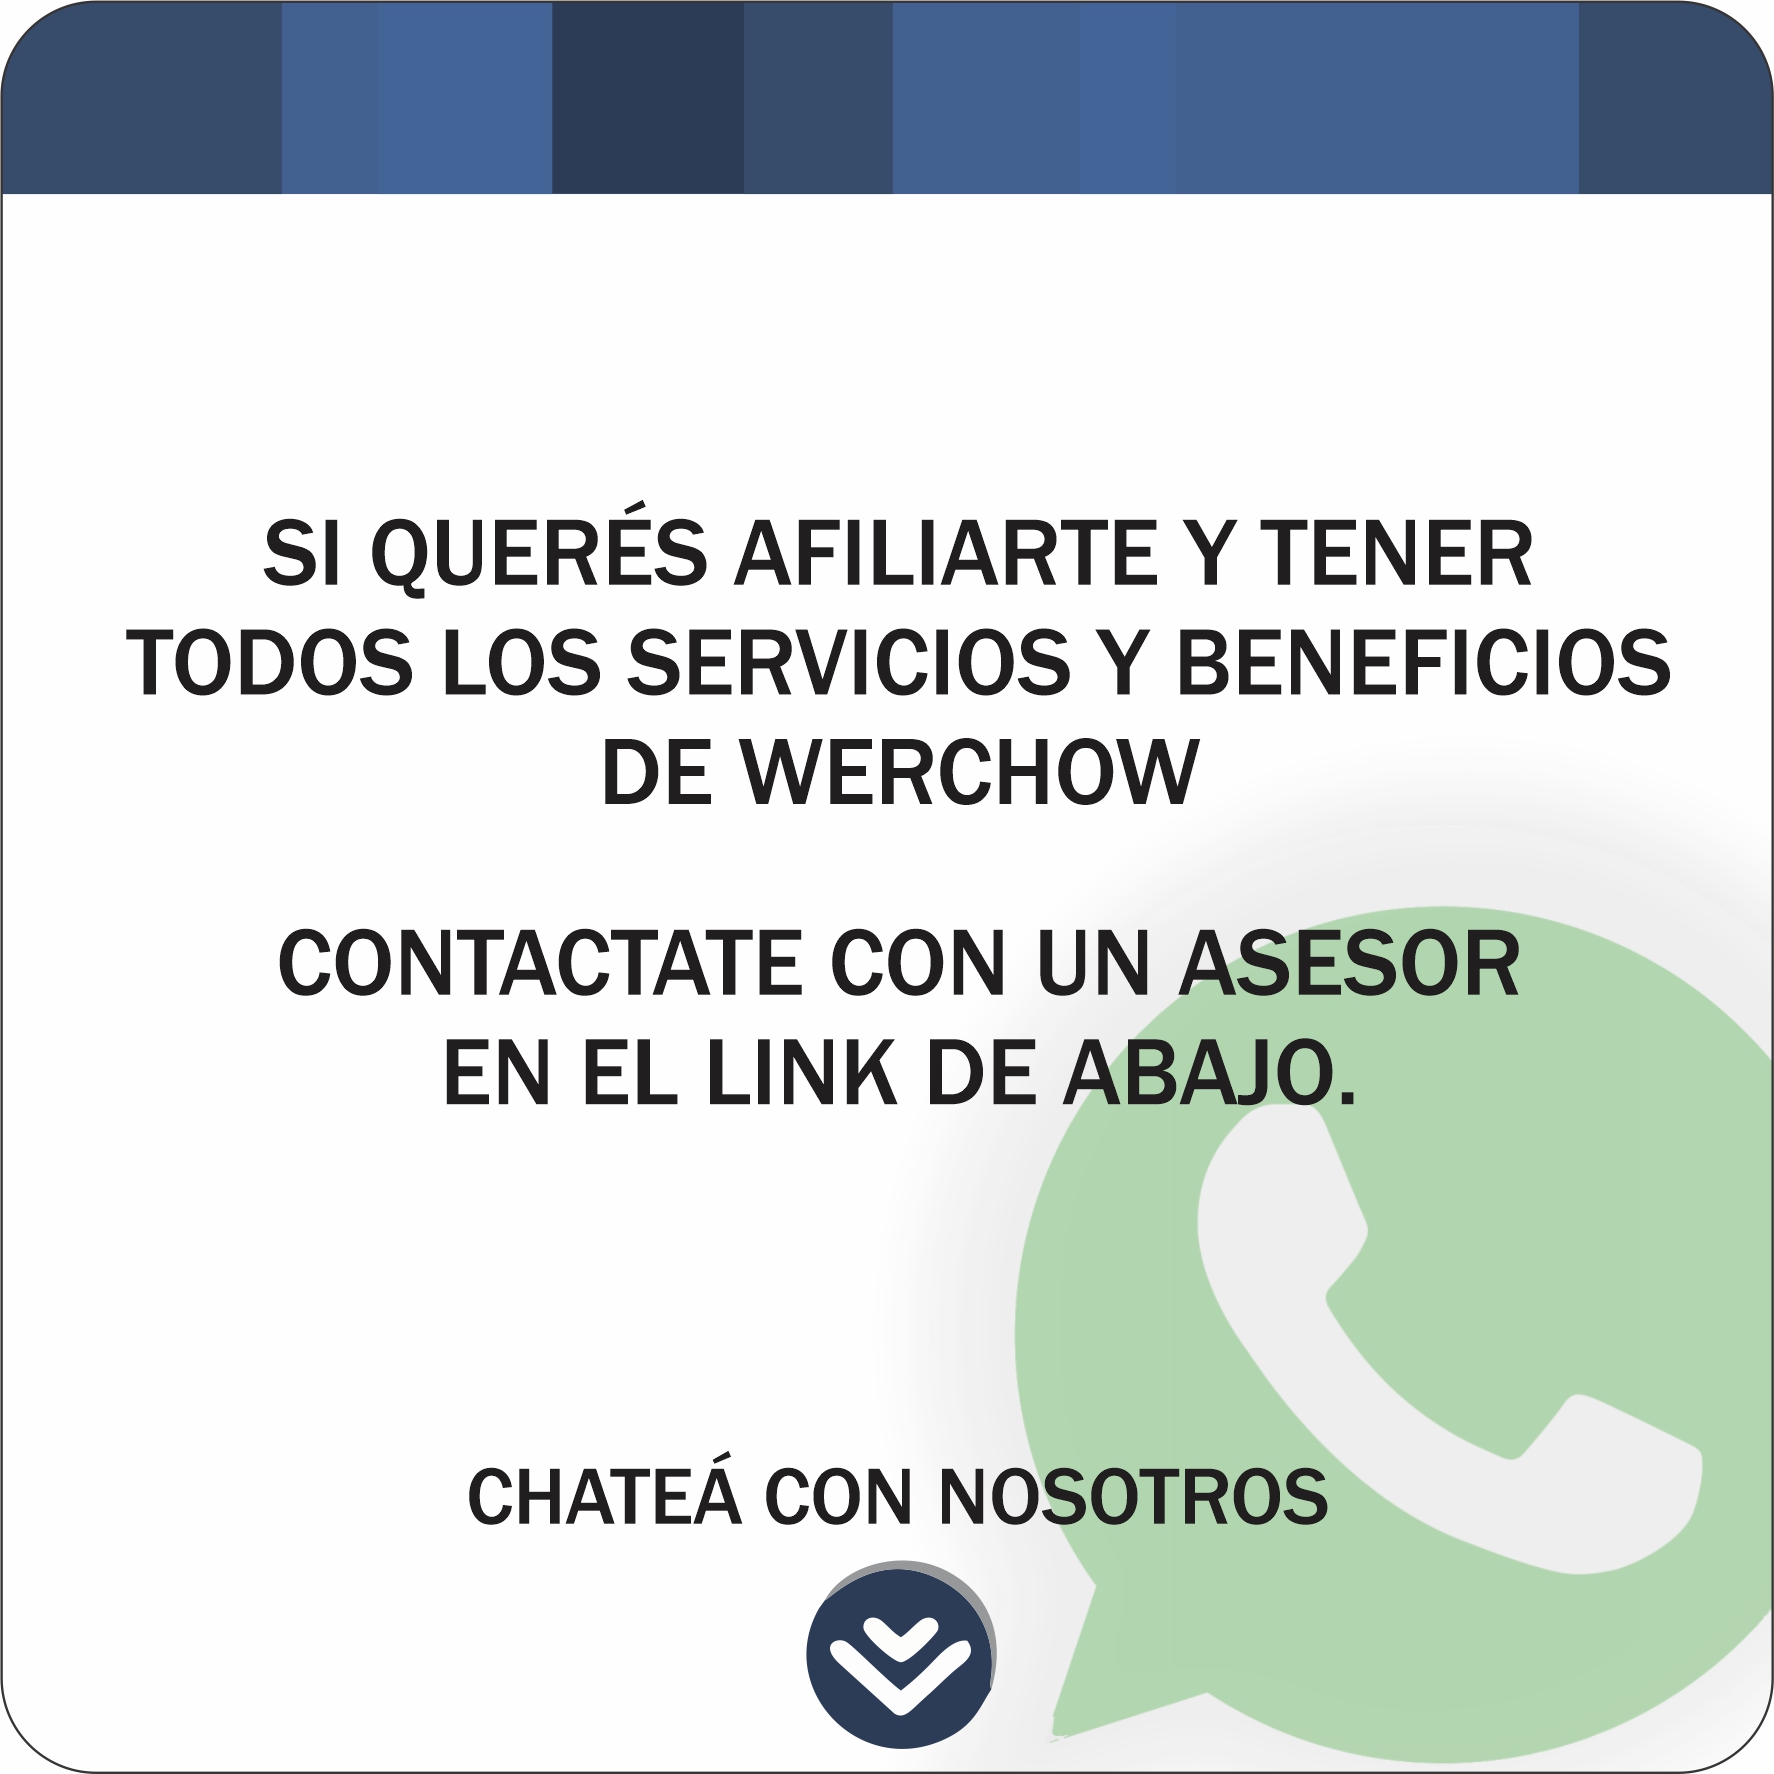 SI QUERÉS AFILIARTE Y TENER
TODOS LOS SERVICIOS Y BENEFICIOS
DE WERCHOW
CONTACTATE CON UN ASESOR
EN EL LINK DE ABAJO.
CHATEÁ CON NOSOTROS